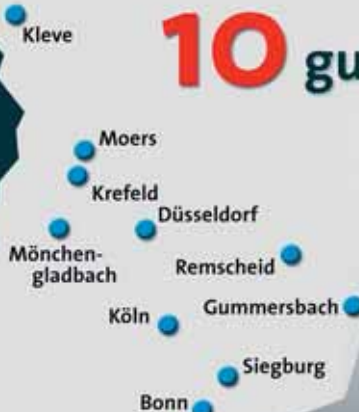 Kleve
10 gu
Moers
Krefeld
Düsseldorf
Mönchen-
gladbach
Remscheid
Gummersbach
Köln
Siegburg
Bonn